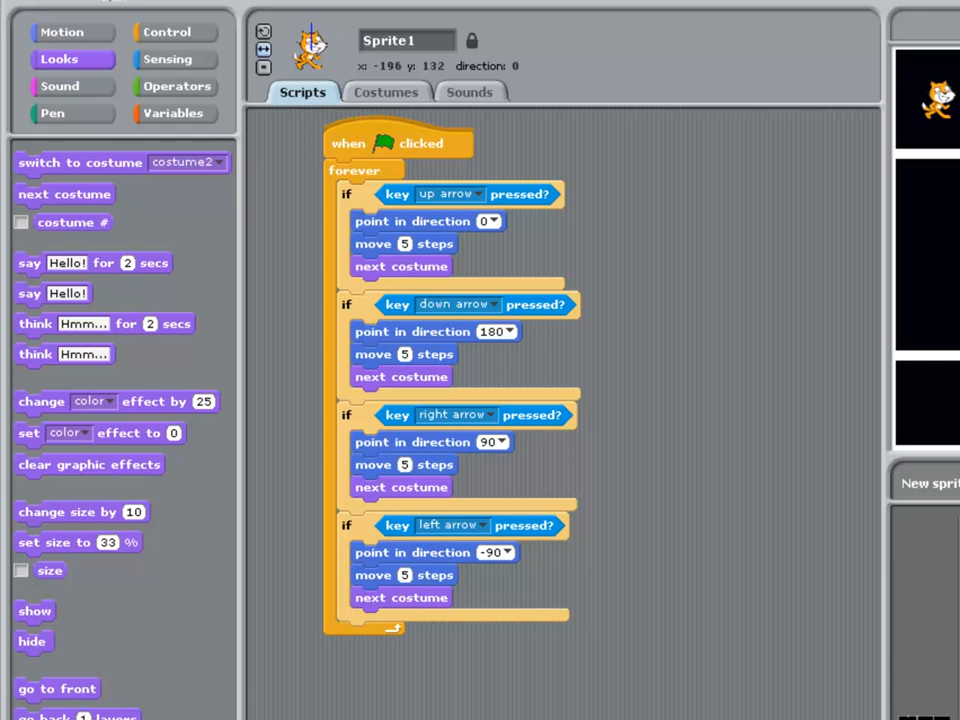 Motion
Control
Looks
Sensing
Sound
Operators
Pen
Variables
switch to costume costume2
next costume
costume #
say Hello! for 2 secs
say Hello!
think Hmm... for 2 secs
think Hmm...
change color effect by 25
set color effect to 0
clear graphic effects
change size by 10
set size to 33 %
size
show
hide
go to front
go back 1 layers
Sprite1
x: -196 y: 132 direction: 0
Scripts
Costumes
Sounds
when clicked
forever
if key up arrow pressed?
point in direction 0
move 5 steps
next costume
if key down arrow pressed?
point in direction 180
move 5 steps
next costume
if key right arrow pressed?
point in direction 90
move 5 steps
next costume
if key left arrow pressed?
point in direction -90
move 5 steps
next costume
New sprit